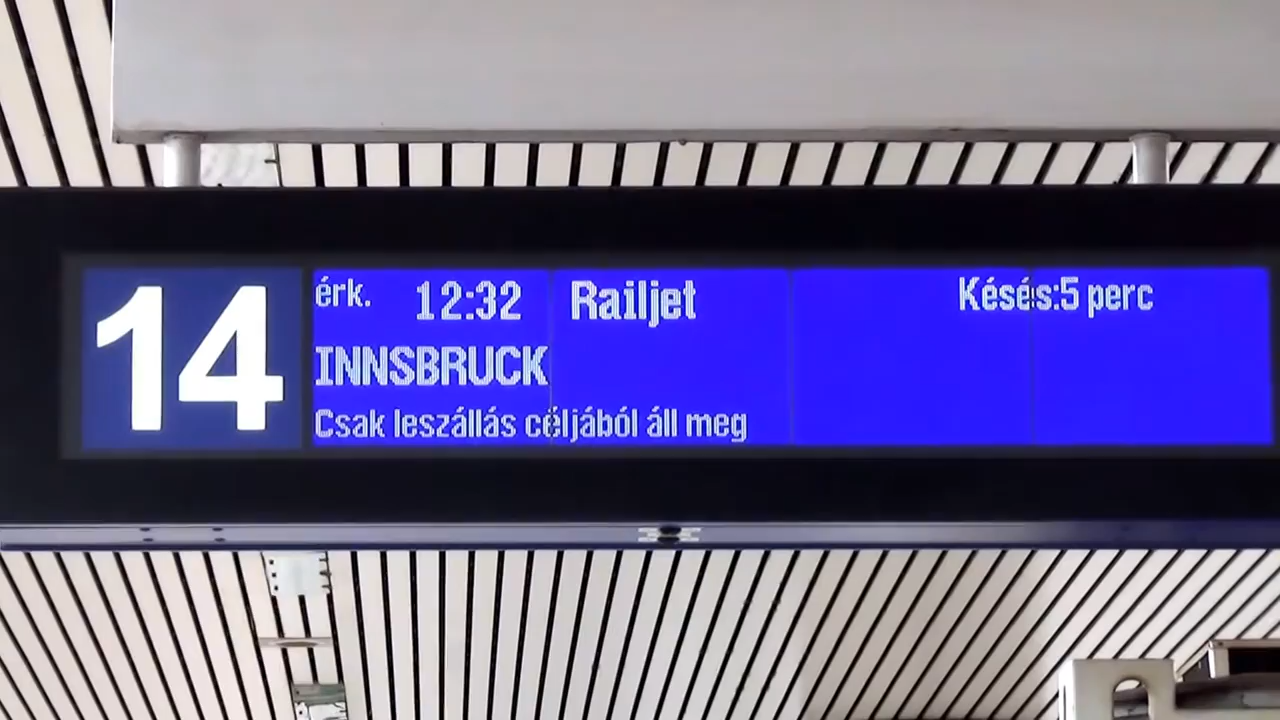 14
érk. 12:32 Railjet Késés:5 perc
INNSBRUCK
Csak leszállás céljából áll meg